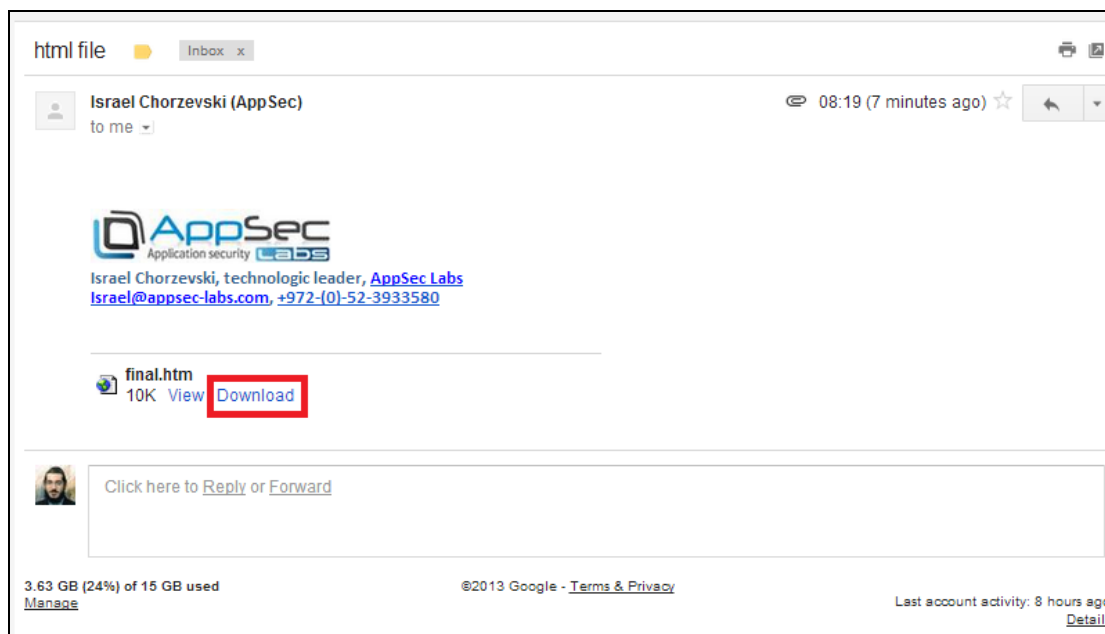 html file Inbox x
Israel Chorzevski (AppSec) 08:19 (7 minutes ago)
to me
AppSec
Application security Labs
Israel Chorzevski, technologic leader, AppSec Labs
Israel@appsec-labs.com, +972-(0)-52-3933580
final.htm
10K View Download
Click here to Reply or Forward
3.63 GB (24%) of 15 GB used ©2013 Google - Terms & Privacy
Manage
Last account activity: 8 hours ago
Detail